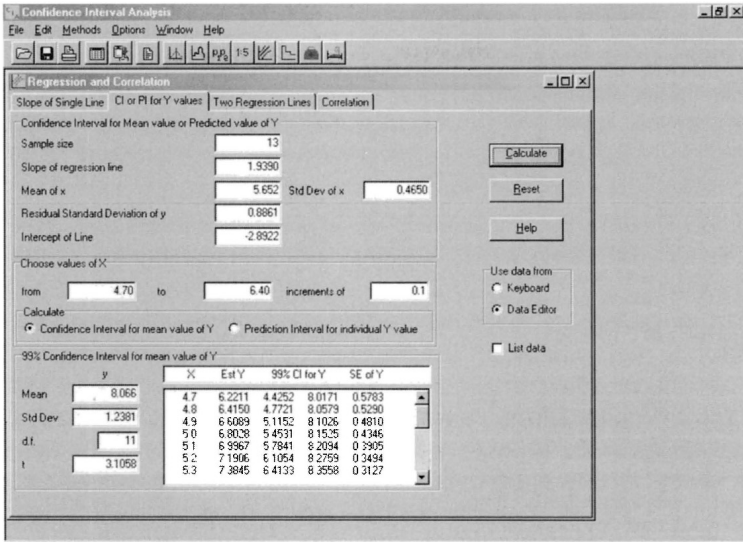 Confidence Interval Analysis
File Edit Methods Options Window Help
1·5
Regression and Correlation
Slope of Single Line CI or PI for Y values Two Regression Lines Correlation
Confidence Interval for Mean value or Predicted value of Y
Sample size 13
Slope of regression line 1.9390
Mean of x 5.652 Std Dev of x 0.4650
Residual Standard Deviation of y 0.8861
Intercept of Line -2.8922
Calculate
Reset
Help
Choose values of X
from 4.70 to 6.40 increments of 0.1
Use data from
Keyboard
Data Editor
Calculate
Confidence Interval for mean value of Y Prediction Interval for individual Y value
List data
99% Confidence Interval for mean value of Y
y
Mean 8.066
Std Dev 1.2381
d.f. 11
t 3.1058
X Est Y 99% CI for Y SE of Y
4.7 6.2211 4.4252 8.0171 0.5783
4.8 6.4150 4.7721 8.0579 0.5290
4.9 6.6089 5.1152 8.1026 0.4810
5.0 6.8028 5.4531 8.1525 0.4346
5.1 6.9967 5.7841 8.2094 0.3905
5.2 7.1906 6.1054 8.2759 0.3494
5.3 7.3845 6.4133 8.3558 0.3127